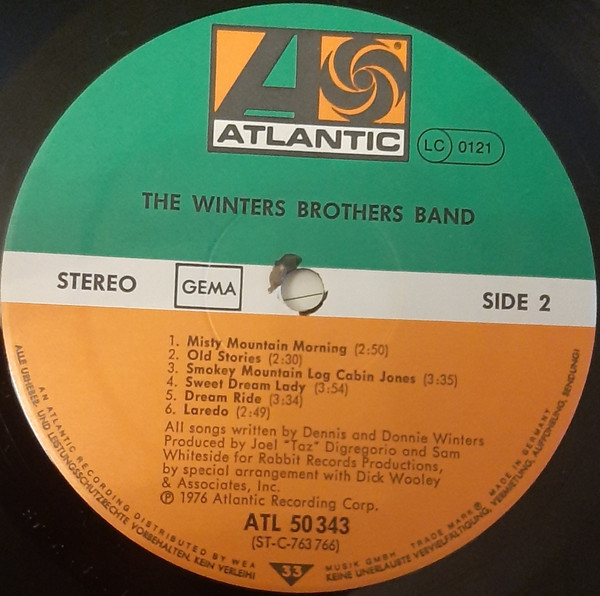 ATLANTIC
LC 0121
THE WINTERS BROTHERS BAND
STEREO GEMA SIDE 2
1. Misty Mountain Morning (2:50)
2. Old Stories (2:30)
3. Smokey Mountain Log Cabin Jones (3:35)
4. Sweet Dream Lady (3:54)
5. Dream Ride (3:34)
6. Laredo (2:49)
All songs written by Dennis and Donnie Winters
Produced by Joel "Taz" Digregorio and Sam
Whiteside for Rabbit Records Productions,
by special arrangement with Dick Wooley
& Associates, Inc.
℗ 1976 Atlantic Recording Corp.
ATL 50 343
(ST-C-763 766)
33
AN ATLANTIC RECORDING DISTRIBUTED BY WEA MUSIK GMBH TRADE MARK® MADE IN GERMANY
ALLE URHEBER- UND LEISTUNGSSCHUTZRECHTE VORBEHALTEN. KEIN VERLEIH! KEINE UNERLAUBTE VERVIELFÄLTIGUNG, VERMIETUNG, AUFFÜHRUNG, SENDUNG!